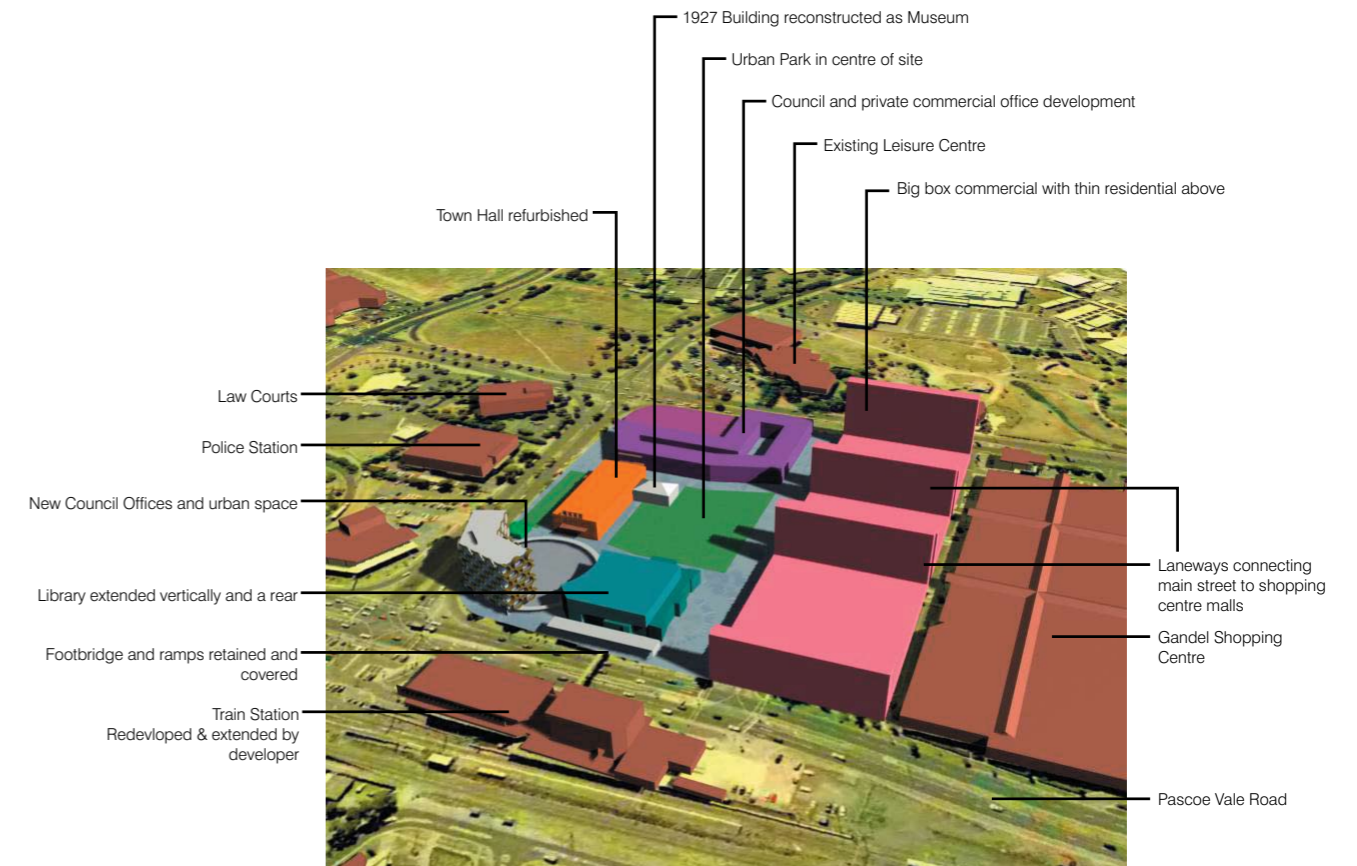 1927 Building reconstructed as Museum
Urban Park in centre of site
Council and private commercial office development
Existing Leisure Centre
Big box commercial with thin residential above
Town Hall refurbished
Law Courts
Police Station
New Council Offices and urban space
Library extended vertically and a rear
Footbridge and ramps retained and
covered
Train Station
Redevloped & extended by
developer
Laneways connecting
main street to shopping
centre malls
Gandel Shopping
Centre
Pascoe Vale Road